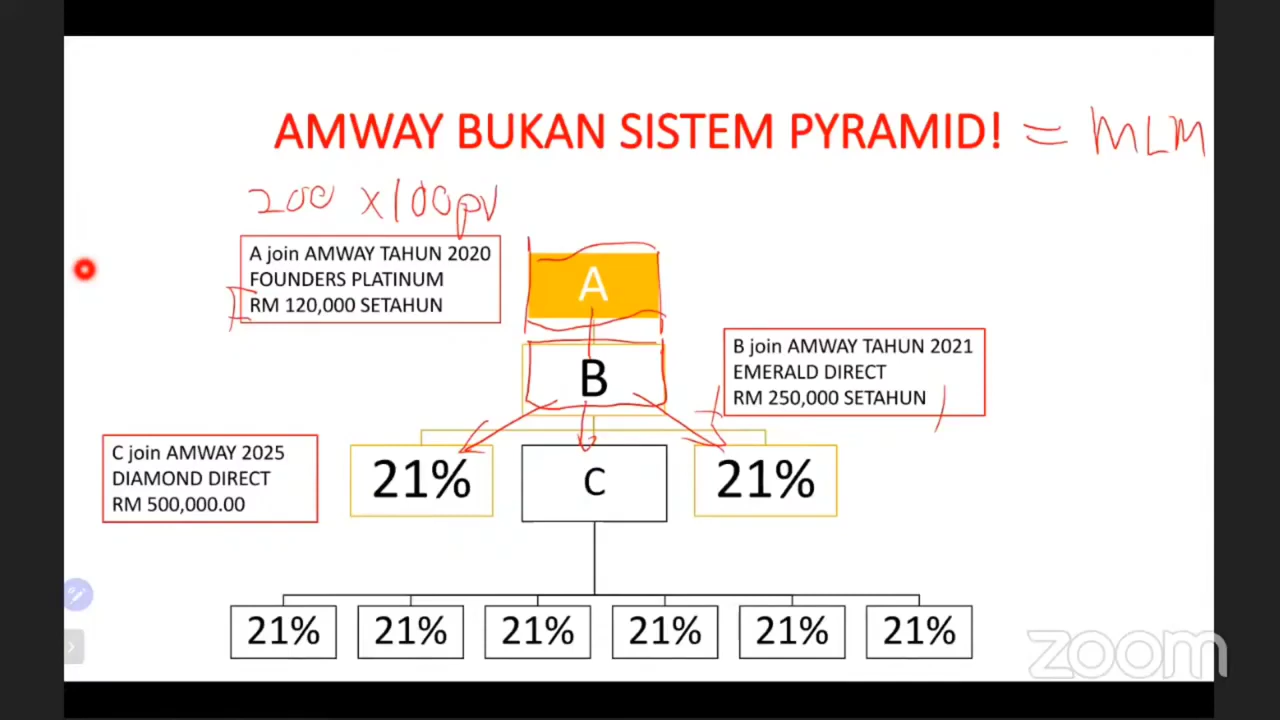 AMWAY BUKAN SISTEM PYRAMID! = MLM
200 x 100pv
A join AMWAY TAHUN 2020
FOUNDERS PLATINUM
RM 120,000 SETAHUN
A
B
B join AMWAY TAHUN 2021
EMERALD DIRECT
RM 250,000 SETAHUN
C join AMWAY 2025
DIAMOND DIRECT
RM 500,000.00
21% C 21%
21% 21% 21% 21% 21% 21%
zoom